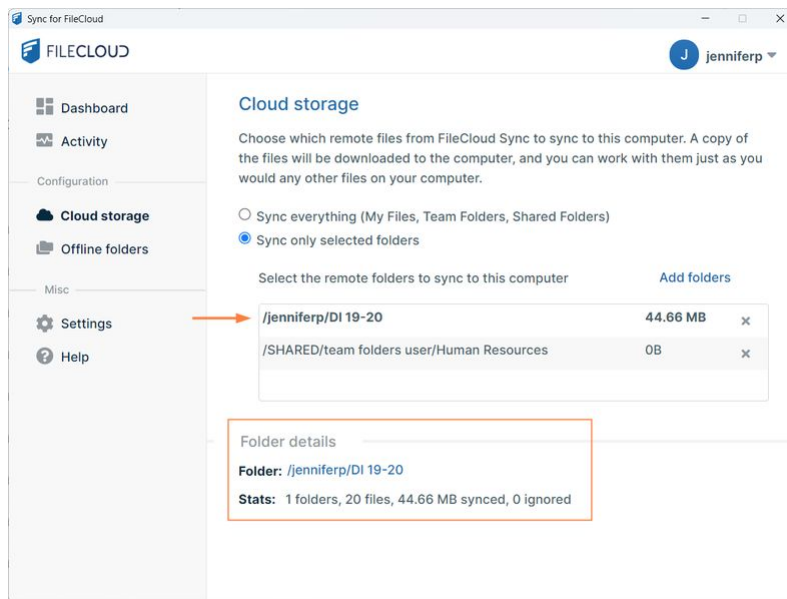 Sync for FileCloud
FILECLOUD
J
jenniferp
Dashboard
Activity
Configuration
Cloud storage
Offline folders
Misc
Settings
Help
Cloud storage
Choose which remote files from FileCloud Sync to sync to this computer. A copy of
the files will be downloaded to the computer, and you can work with them just as you
would any other files on your computer.
Sync everything (My Files, Team Folders, Shared Folders)
Sync only selected folders
Select the remote folders to sync to this computer
Add folders
/jenniferp/DI 19-20 44.66 MB
/SHARED/team folders user/Human Resources 0B
Folder details
Folder: /jenniferp/DI 19-20
Stats: 1 folders, 20 files, 44.66 MB synced, 0 ignored